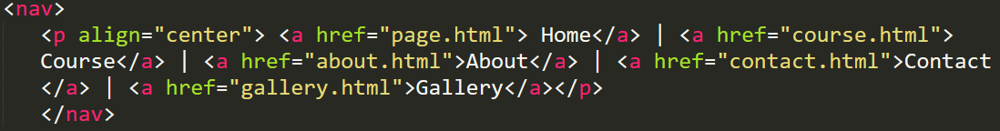 <nav>
<p align="center"> <a href="page.html"> Home</a> | <a href="course.html">
Course</a> | <a href="about.html">About</a> | <a href="contact.html">Contact
</a> | <a href="gallery.html">Gallery</a></p>
</nav>